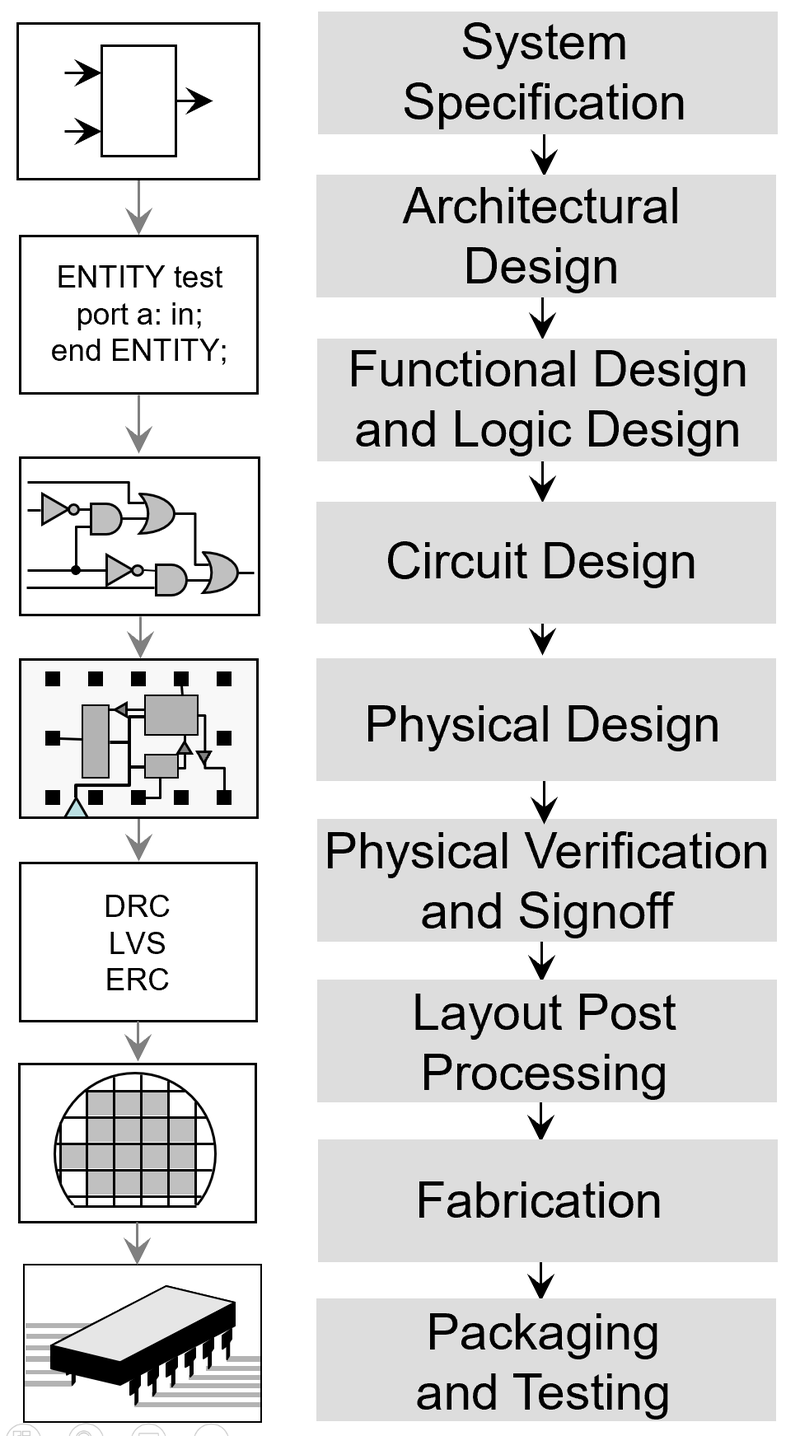 System
Specification
Architectural
Design
ENTITY test
port a: in;
end ENTITY;
Functional Design
and Logic Design
Circuit Design
Physical Design
Physical Verification
and Signoff
DRC
LVS
ERC
Layout Post
Processing
Fabrication
Packaging
and Testing